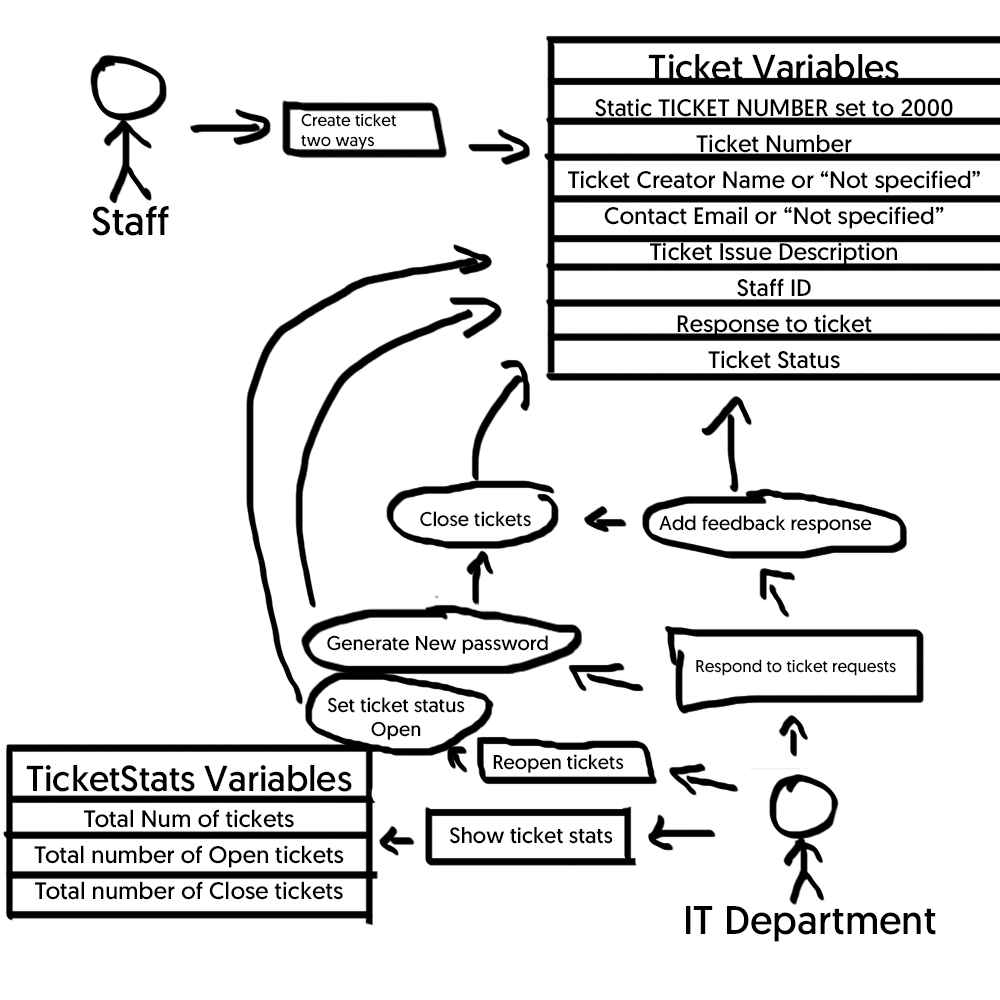 Create ticket
two ways
Staff
Ticket Variables
Static TICKET NUMBER set to 2000
Ticket Number
Ticket Creator Name or “Not specified”
Contact Email or “Not specified”
Ticket Issue Description
Staff ID
Response to ticket
Ticket Status
Close tickets
Add feedback response
Generate New password
Respond to ticket requests
Set ticket status
Open
Reopen tickets
TicketStats Variables
Total Num of tickets
Total number of Open tickets
Total number of Close tickets
Show ticket stats
IT Department